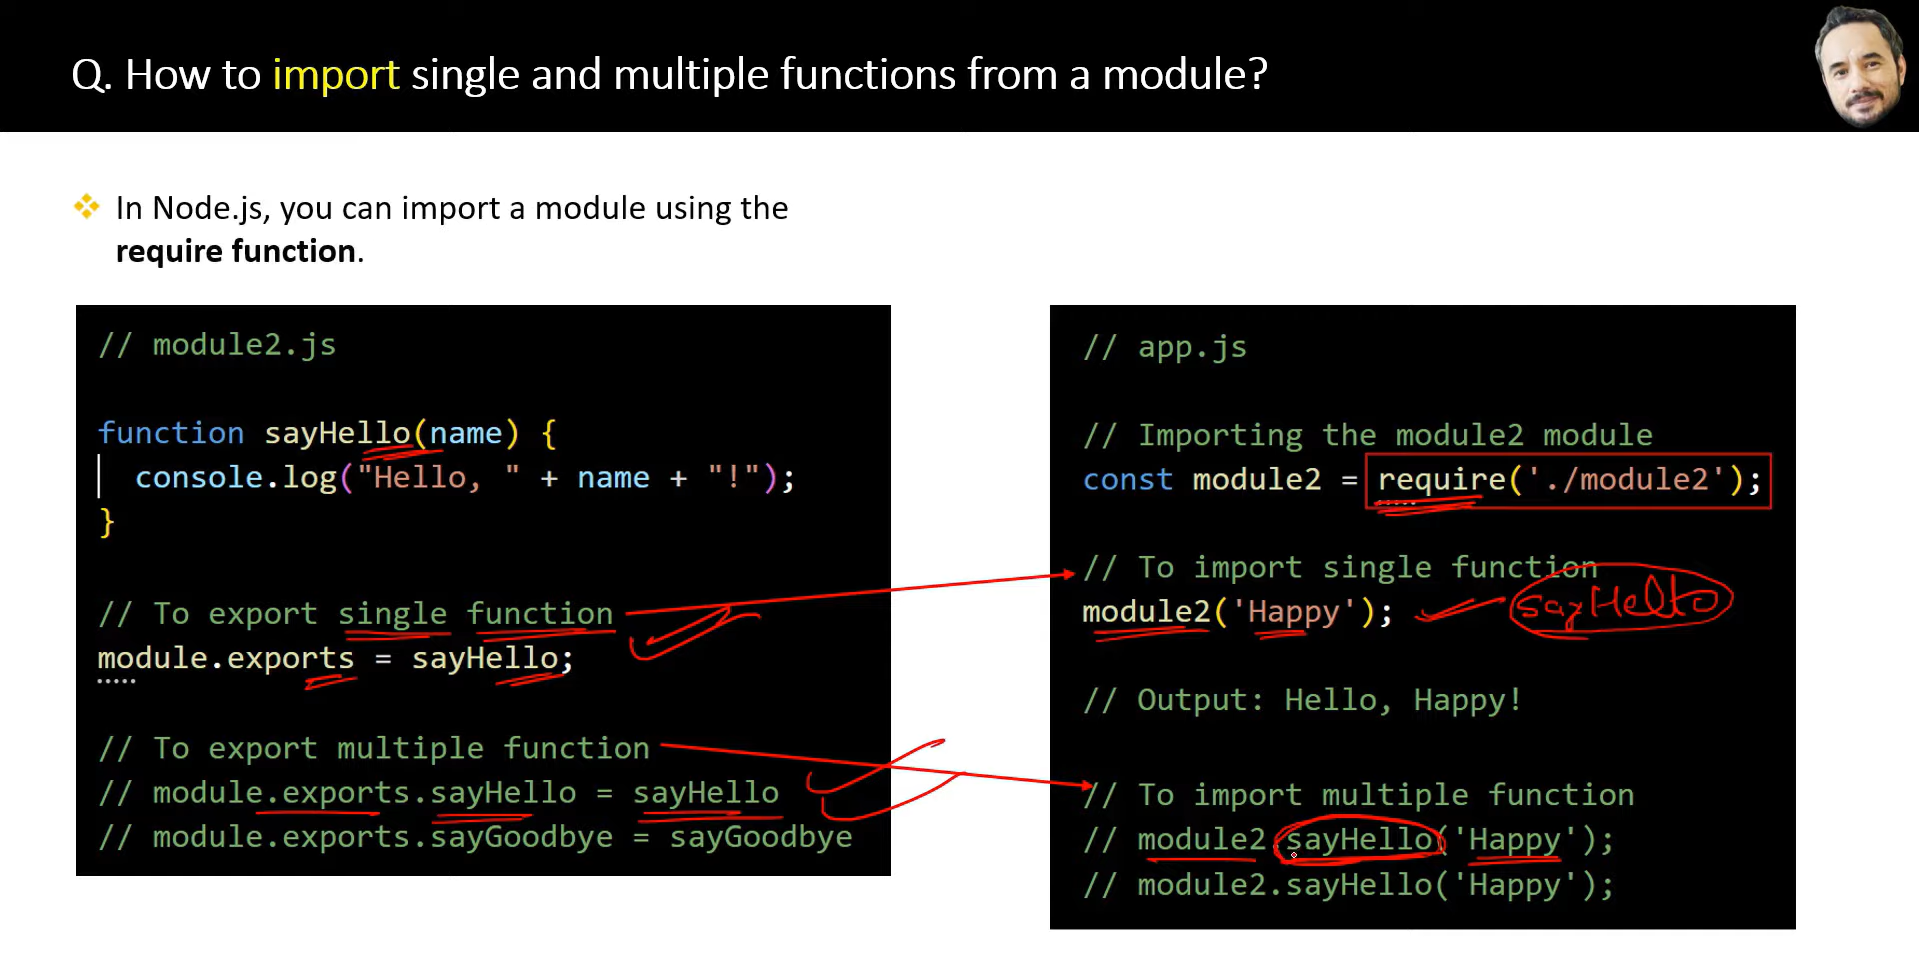 Q. How to import single and multiple functions from a module?
In Node.js, you can import a module using the
require function.
// module2.js
function sayHello(name) {
console.log("Hello, " + name + "!");
}
// To export single function
module.exports = sayHello;
// To export multiple function
// module.exports.sayHello = sayHello
// module.exports.sayGoodbye = sayGoodbye
// app.js
// Importing the module2 module
const module2 = require('./module2');
// To import single function
module2('Happy'); sayHello
// Output: Hello, Happy!
// To import multiple function
// module2.sayHello('Happy');
// module2.sayHello('Happy');